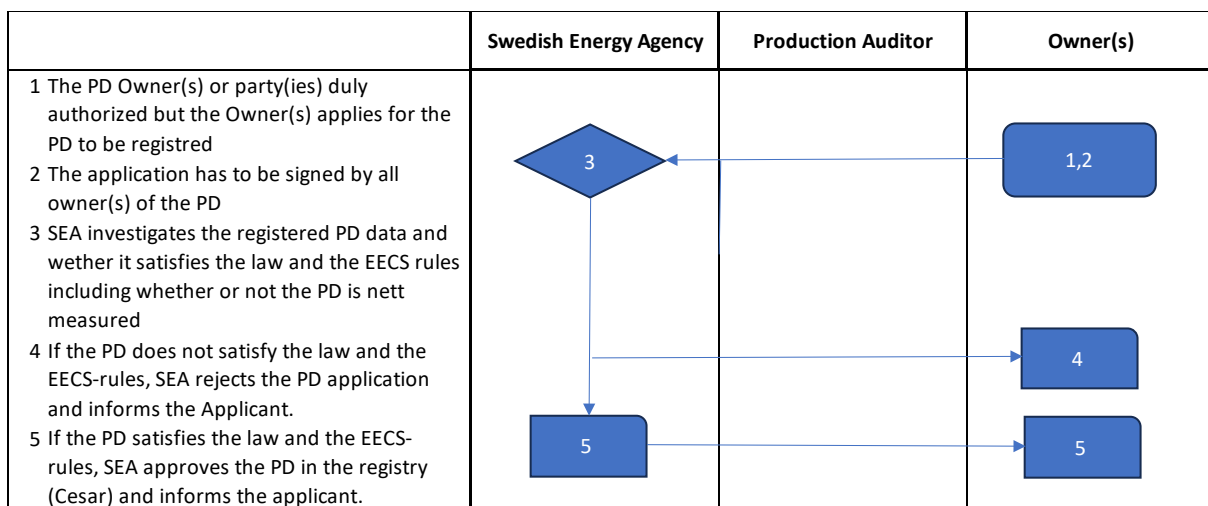 Swedish Energy Agency
Production Auditor
Owner(s)
1 The PD Owner(s) or party(ies) duly
authorized but the Owner(s) applies for the
PD to be registred
2 The application has to be signed by all
owner(s) of the PD
3 SEA investigates the registered PD data and
wether it satisfies the law and the EECS rules
including whether or not the PD is nett
measured
4 If the PD does not satisfy the law and the
EECS-rules, SEA rejects the PD application
and informs the Applicant.
5 If the PD satisfies the law and the EECS-
rules, SEA approves the PD in the registry
(Cesar) and informs the applicant.
3
1,2
4
5
5